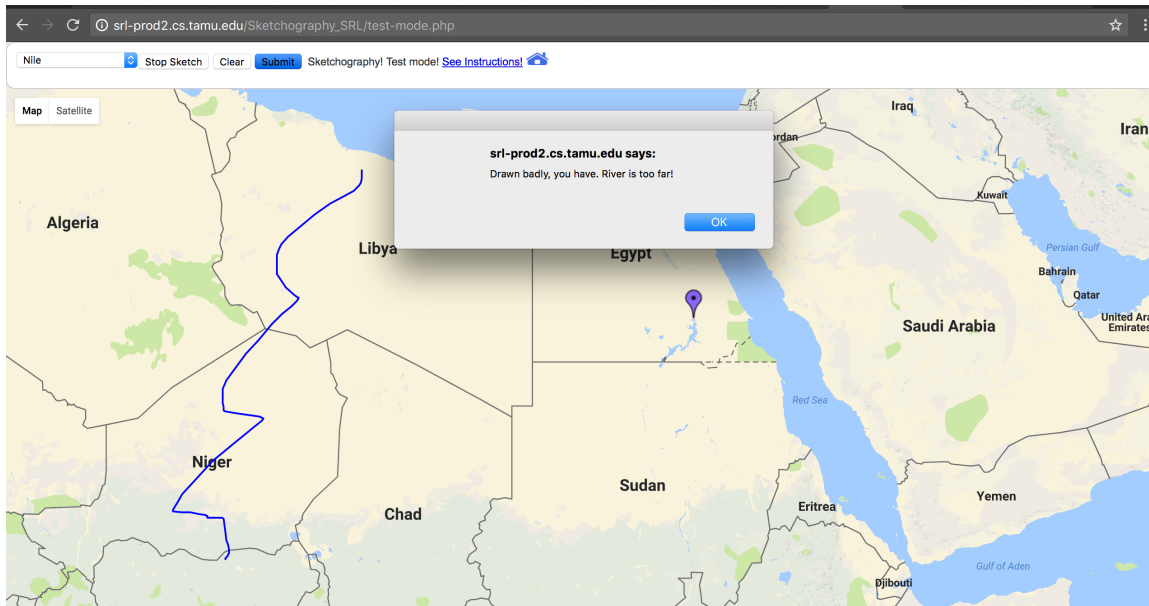 srl-prod2.cs.tamu.edu/Sketchography_SRL/test-mode.php
Nile Stop Sketch Clear Submit Sketchography! Test mode! See Instructions!
Map Satellite
Iraq
Iran
rdan
srl-prod2.cs.tamu.edu says:
Drawn badly, you have. River is too far!
OK
Kuwait
Algeria
Libya
Egypt
Persian Gulf
Bahrain
Qatar
United Ara
Emirates
Saudi Arabia
Red Sea
Niger
Chad
Sudan
Eritrea
Yemen
Gulf of Aden
Djibouti